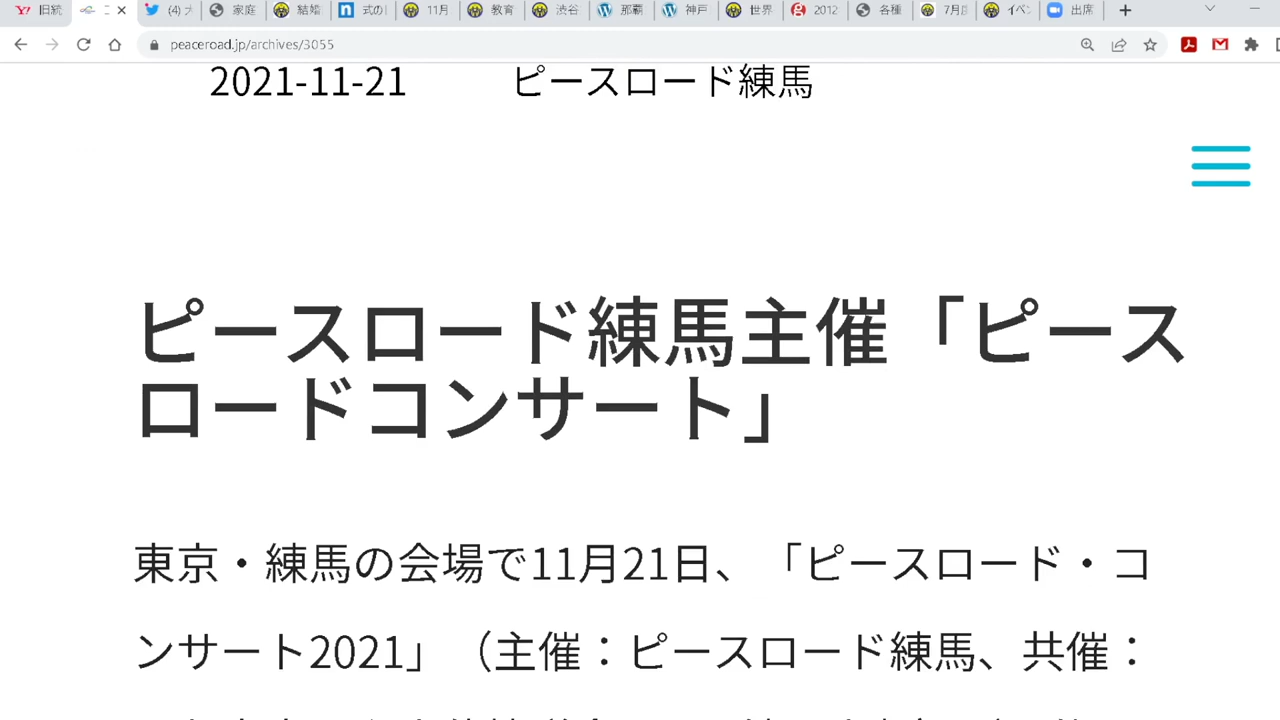 旧統
(4)
家庭
結婚
式の
11月
教育
渋谷
那覇
神戸
世界
2012
各種
7月
イベン
出席
peaceroad.jp/archives/3055
2021-11-21 ピースロード練馬
ピースロード練馬主催「ピース
ロードコンサート」
東京・練馬の会場で11月21日、「ピースロード・コ
ンサート2021」（主催：ピースロード練馬、共催：